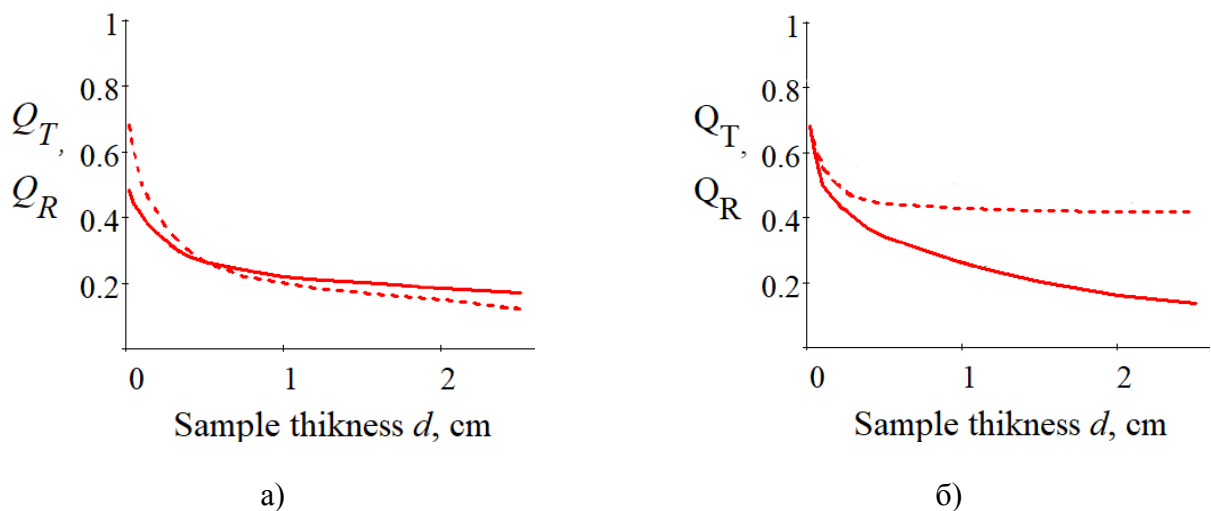 1
0.8
Q_T,
0.6
Q_R
0.4
0.2
0
1
2
Sample thikness d, cm
а)
1
0.8
Q_T,
0.6
Q_R
0.4
0.2
0
1
2
Sample thikness d, cm
б)